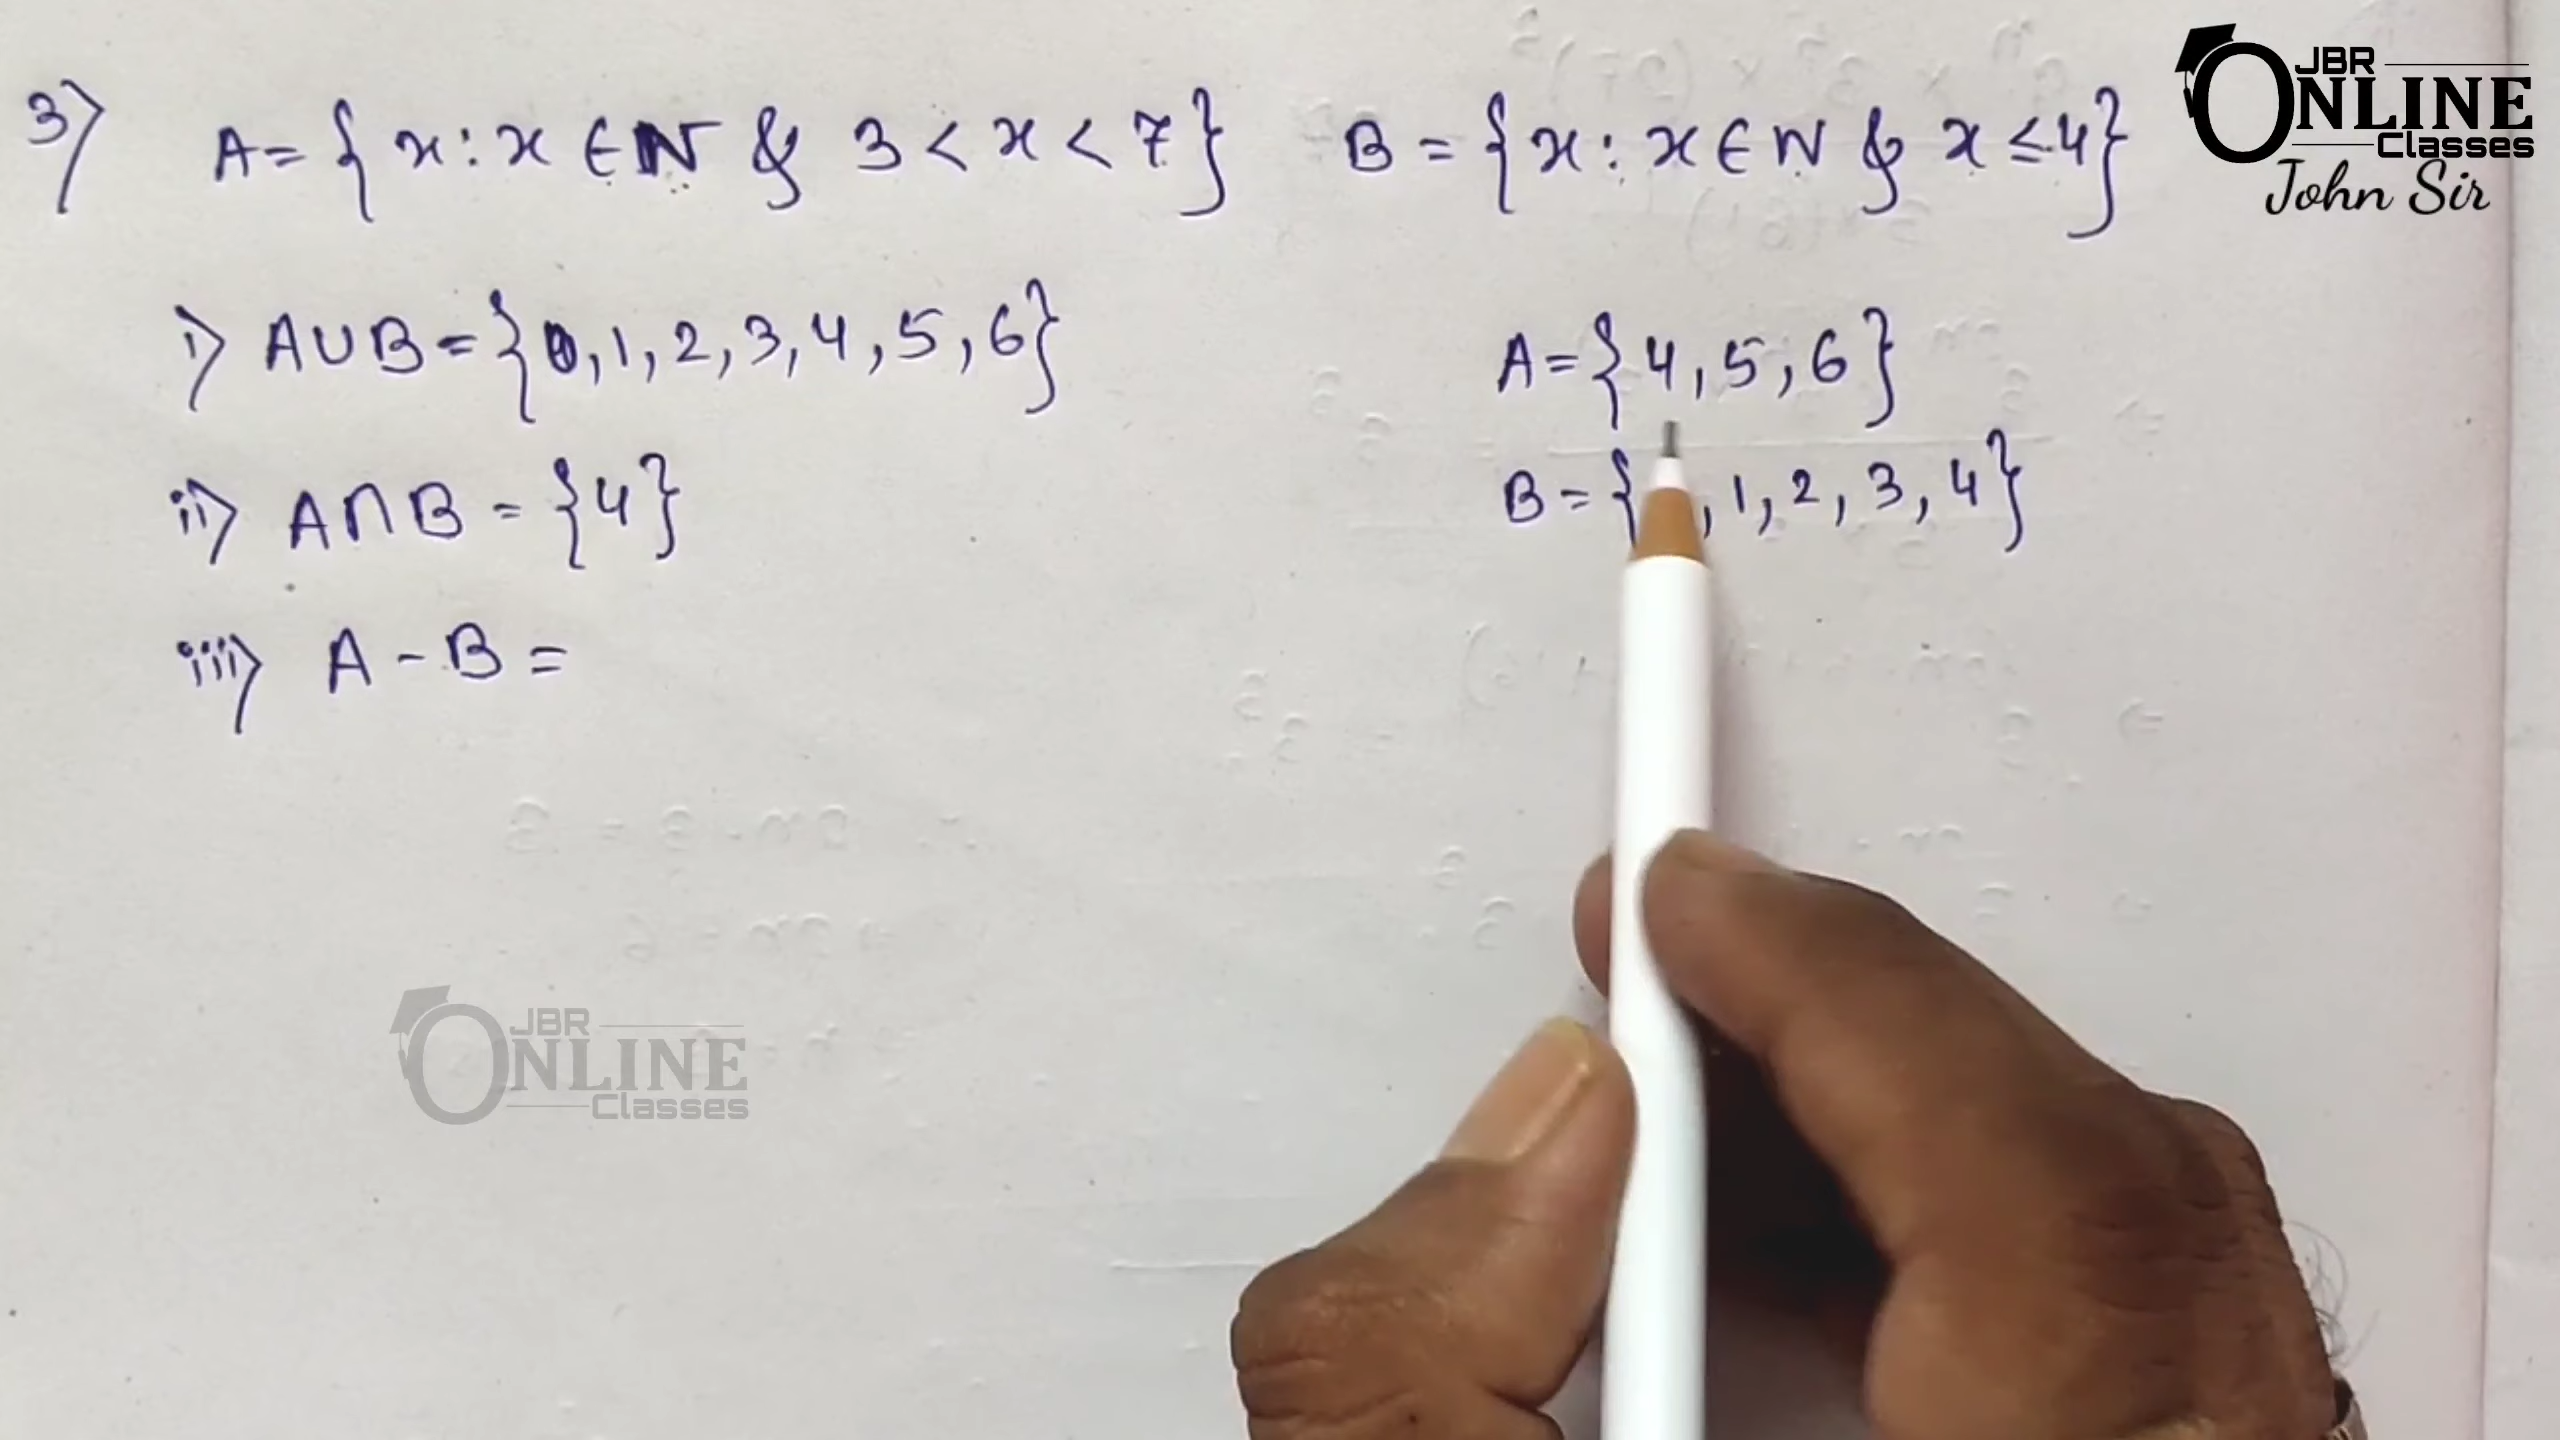 3) A = { x : x ∈ N & 3 < x < 7 } B = { x : x ∈ W & x ≤ 4 }
i) A ∪ B = { 0, 1, 2, 3, 4, 5, 6 }
A = { 4, 5, 6 }
ii) A ∩ B = { 4 }
B = { , 1, 2, 3, 4 }
iii) A - B =
JBR
ONLINE
Classes
John Sir
JBR
ONLINE
Classes